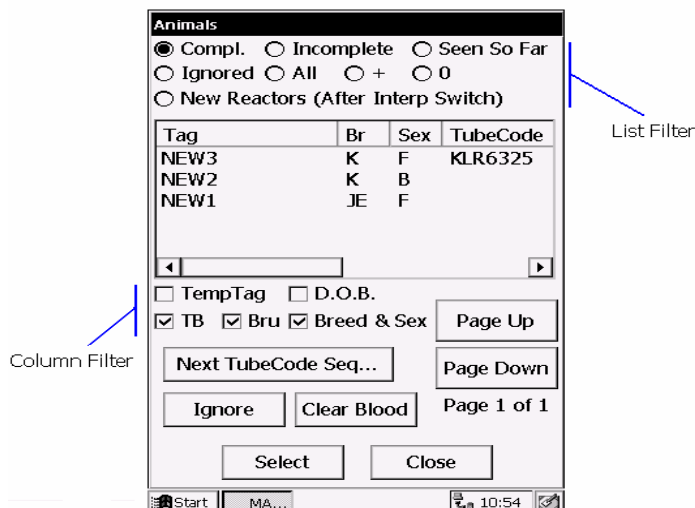 Animals
Compl. Incomplete Seen So Far
Ignored All + 0
New Reactors (After Interp Switch)
List Filter
Tag Br Sex TubeCode
NEW3 K F KLR6325
NEW2 K B
NEW1 JE F
TempTag D.O.B.
TB Bru Breed & Sex Page Up
Column Filter
Next TubeCode Seq... Page Down
Ignore Clear Blood Page 1 of 1
Select Close
Start MA... 10:54